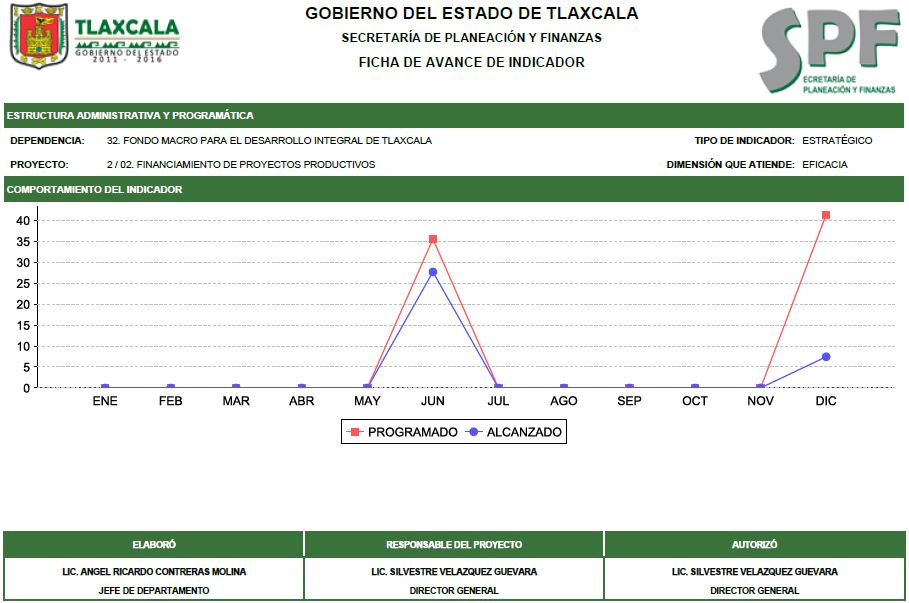 TLAXCALA
GOBIERNO DEL ESTADO
2011 - 2016
GOBIERNO DEL ESTADO DE TLAXCALA
SECRETARÍA DE PLANEACIÓN Y FINANZAS
FICHA DE AVANCE DE INDICADOR
SPF
ECRETARÍA DE
PLANEACIÓN Y FINANZAS
ESTRUCTURA ADMINISTRATIVA Y PROGRAMÁTICA
DEPENDENCIA: 32. FONDO MACRO PARA EL DESARROLLO INTEGRAL DE TLAXCALA TIPO DE INDICADOR: ESTRATÉGICO
PROYECTO: 2 / 02. FINANCIAMIENTO DE PROYECTOS PRODUCTIVOS DIMENSIÓN QUE ATIENDE: EFICACIA
COMPORTAMIENTO DEL INDICADOR
40
35
30
25
20
15
10
5
0
ENE FEB MAR ABR MAY JUN JUL AGO SEP OCT NOV DIC
PROGRAMADO ALCANZADO
ELABORÓ RESPONSABLE DEL PROYECTO AUTORIZÓ
LIC. ANGEL RICARDO CONTRERAS MOLINA LIC. SILVESTRE VELAZQUEZ GUEVARA LIC. SILVESTRE VELAZQUEZ GUEVARA
JEFE DE DEPARTAMENTO DIRECTOR GENERAL DIRECTOR GENERAL